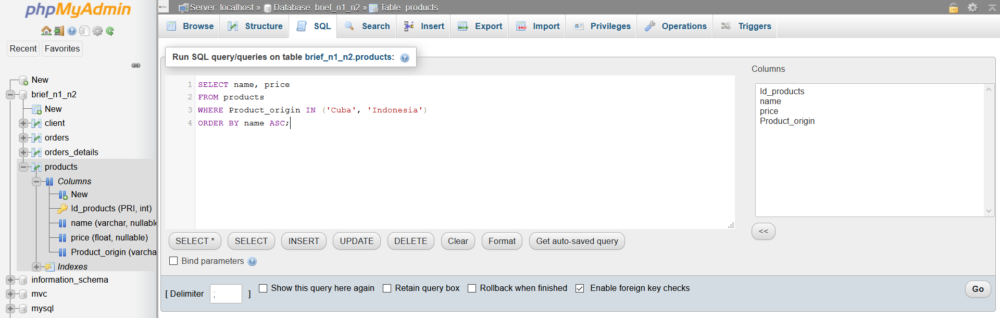 phpMyAdmin
Recent Favorites
New
brief_n1_n2
New
client
orders
orders_details
products
Columns
New
Id_products (PRI, int)
name (varchar, nullable
price (float, nullable)
Product_origin (varcha
Indexes
information_schema
mvc
mysql
← Server: localhost » Database: brief_n1_n2 » Table: products
Browse Structure SQL Search Insert Export Import Privileges Operations Triggers
Run SQL query/queries on table brief_n1_n2.products:
1 SELECT name, price
2 FROM products
3 WHERE Product_origin IN ('Cuba', 'Indonesia')
4 ORDER BY name ASC;
Columns
Id_products
name
price
Product_origin
<<
SELECT * SELECT INSERT UPDATE DELETE Clear Format Get auto-saved query
Bind parameters
[ Delimiter ; ] Show this query here again Retain query box Rollback when finished Enable foreign key checks Go